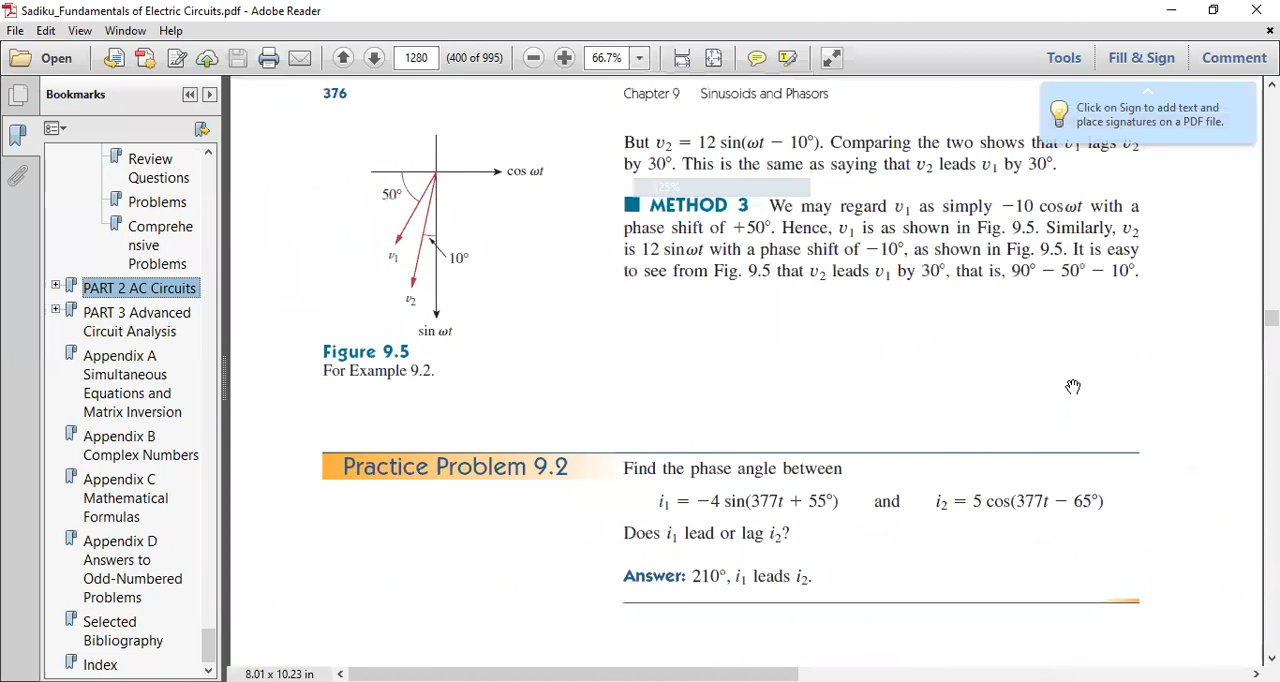 Sadiku_Fundamentals of Electric Circuits.pdf - Adobe Reader
File Edit View Window Help
Open 1280 (400 of 995) 66.7% Tools Fill & Sign Comment
Bookmarks
Review
Questions
Problems
Comprehe
nsive
Problems
PART 2 AC Circuits
PART 3 Advanced
Circuit Analysis
Appendix A
Simultaneous
Equations and
Matrix Inversion
Appendix B
Complex Numbers
Appendix C
Mathematical
Formulas
Appendix D
Answers to
Odd-Numbered
Problems
Selected
Bibliography
Index
376 Chapter 9 Sinusoids and Phasors
Click on Sign to add text and
place signatures on a PDF file.
cos ωt
50°
10°
v₁
v₂
sin ωt
Figure 9.5
For Example 9.2.
But v₂ = 12 sin(ωt − 10°). Comparing the two shows that v₁ lags v₂
by 30°. This is the same as saying that v₂ leads v₁ by 30°.
125%
■ METHOD 3 We may regard v₁ as simply −10 cos ωt with a
phase shift of +50°. Hence, v₁ is as shown in Fig. 9.5. Similarly, v₂
is 12 sin ωt with a phase shift of −10°, as shown in Fig. 9.5. It is easy
to see from Fig. 9.5 that v₂ leads v₁ by 30°, that is, 90° − 50° − 10°.
Practice Problem 9.2
Find the phase angle between
i₁ = −4 sin(377t + 55°) and i₂ = 5 cos(377t − 65°)
Does i₁ lead or lag i₂?
Answer: 210°, i₁ leads i₂.
8.01 x 10.23 in